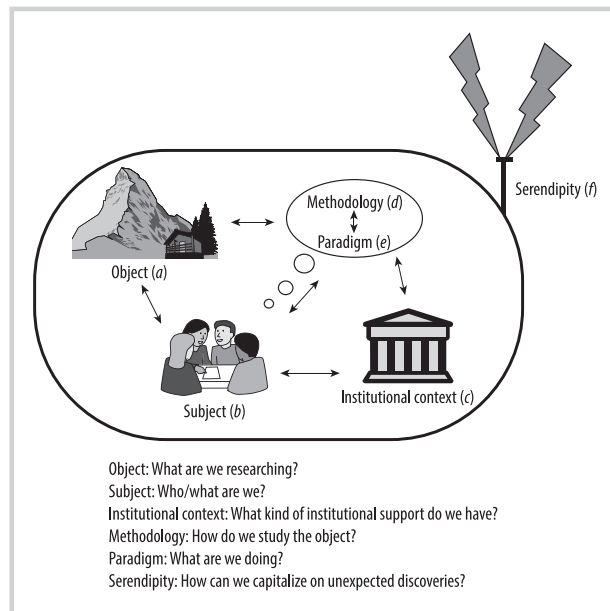 Serendipity (f)
Methodology (d)
Paradigm (e)
Object (a)
Subject (b)
Institutional context (c)
Object: What are we researching?
Subject: Who/what are we?
Institutional context: What kind of institutional support do we have?
Methodology: How do we study the object?
Paradigm: What are we doing?
Serendipity: How can we capitalize on unexpected discoveries?